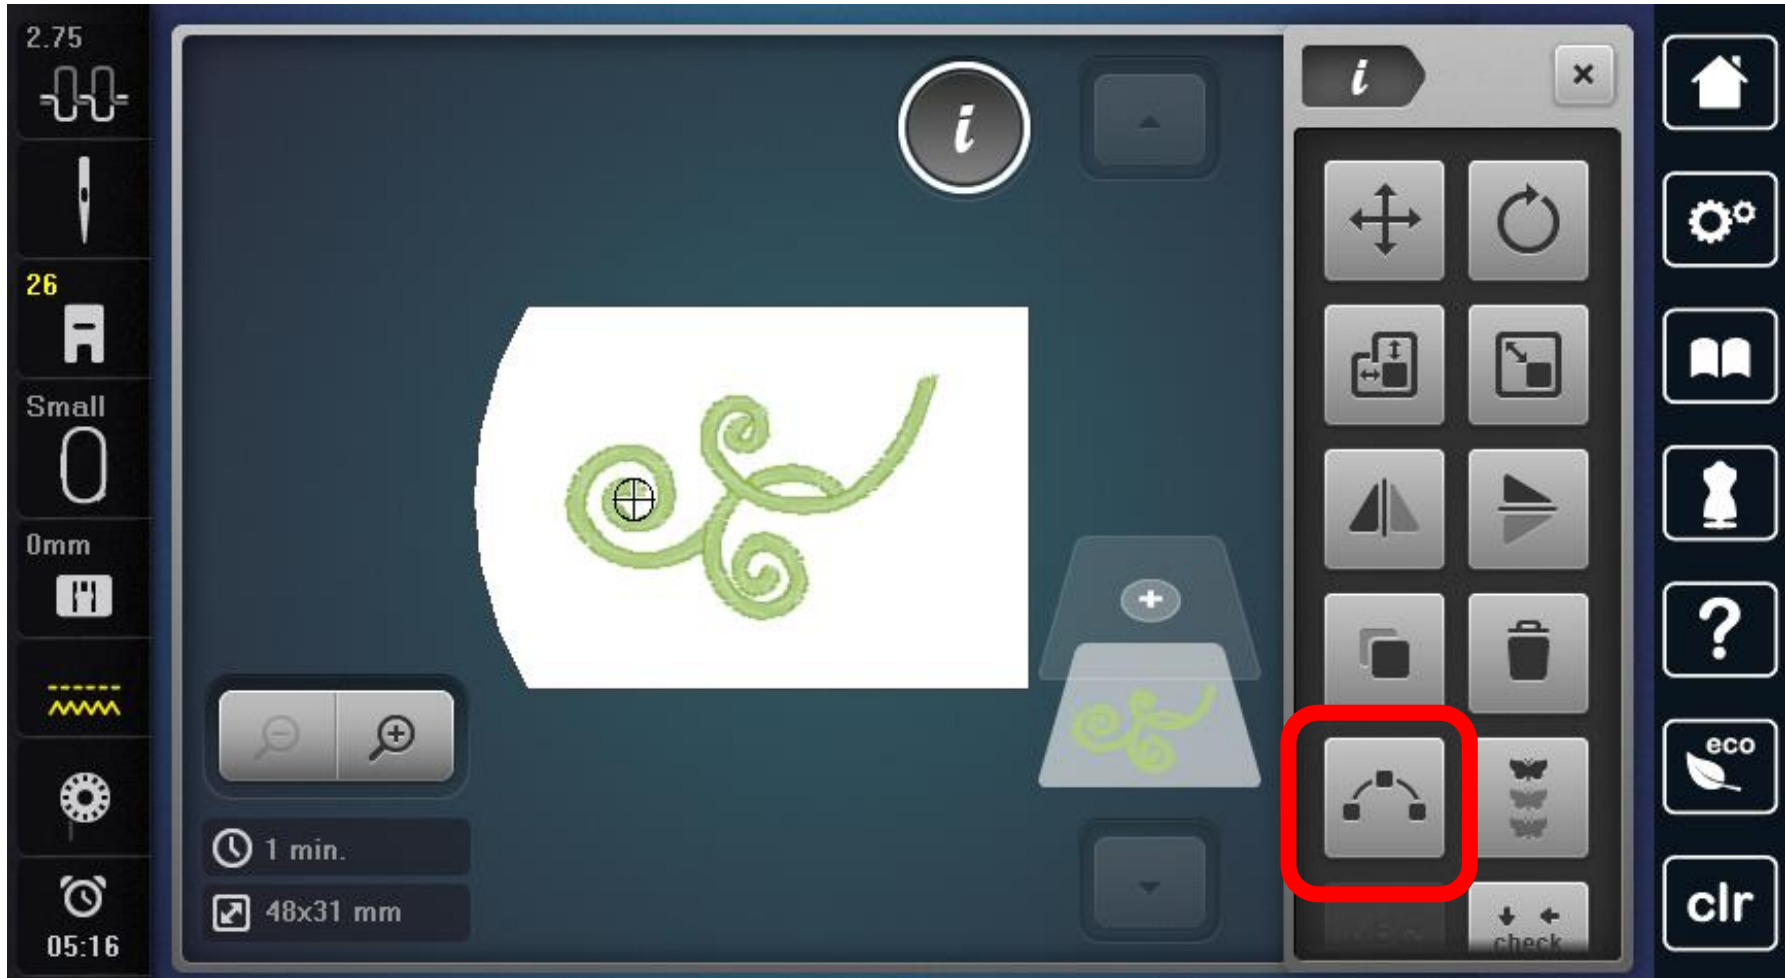 2.75
26
Small
0mm
05:16
i
1 min.
48x31 mm
i
×
check
?
eco
clr